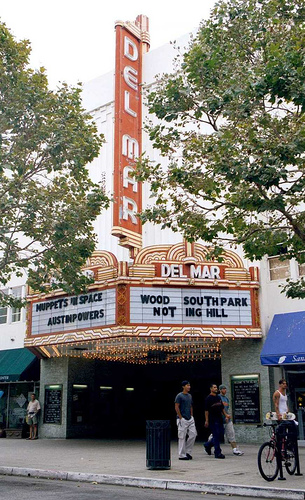 DEL MAR
DEL MAR
MUPPETS IN SPACE
AUSTIN POWERS
WOOD SOUTH PARK
NOT ING HILL